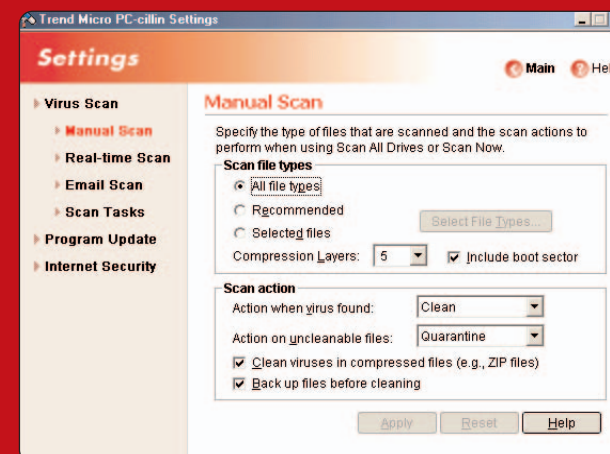 Trend Micro PC-cillin Settings
Settings
Main
Hel
Virus Scan
Manual Scan
Real-time Scan
Email Scan
Scan Tasks
Program Update
Internet Security
Manual Scan
Specify the type of files that are scanned and the scan actions to
perform when using Scan All Drives or Scan Now.
Scan file types
All file types
Recommended
Selected files
Select File Types...
Compression Layers: 5
Include boot sector
Scan action
Action when virus found: Clean
Action on uncleanable files: Quarantine
Clean viruses in compressed files (e.g., ZIP files)
Back up files before cleaning
Apply
Reset
Help